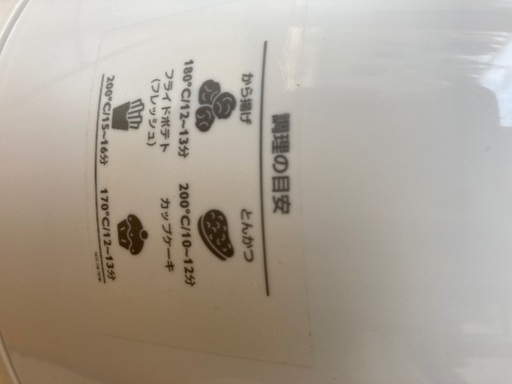 調理の目安
から揚げ
180°C/12~13分
とんかつ
200°C/10~12分
フライドポテト
(フレッシュ)
200°C/15~16分
カップケーキ
170°C/12~13分